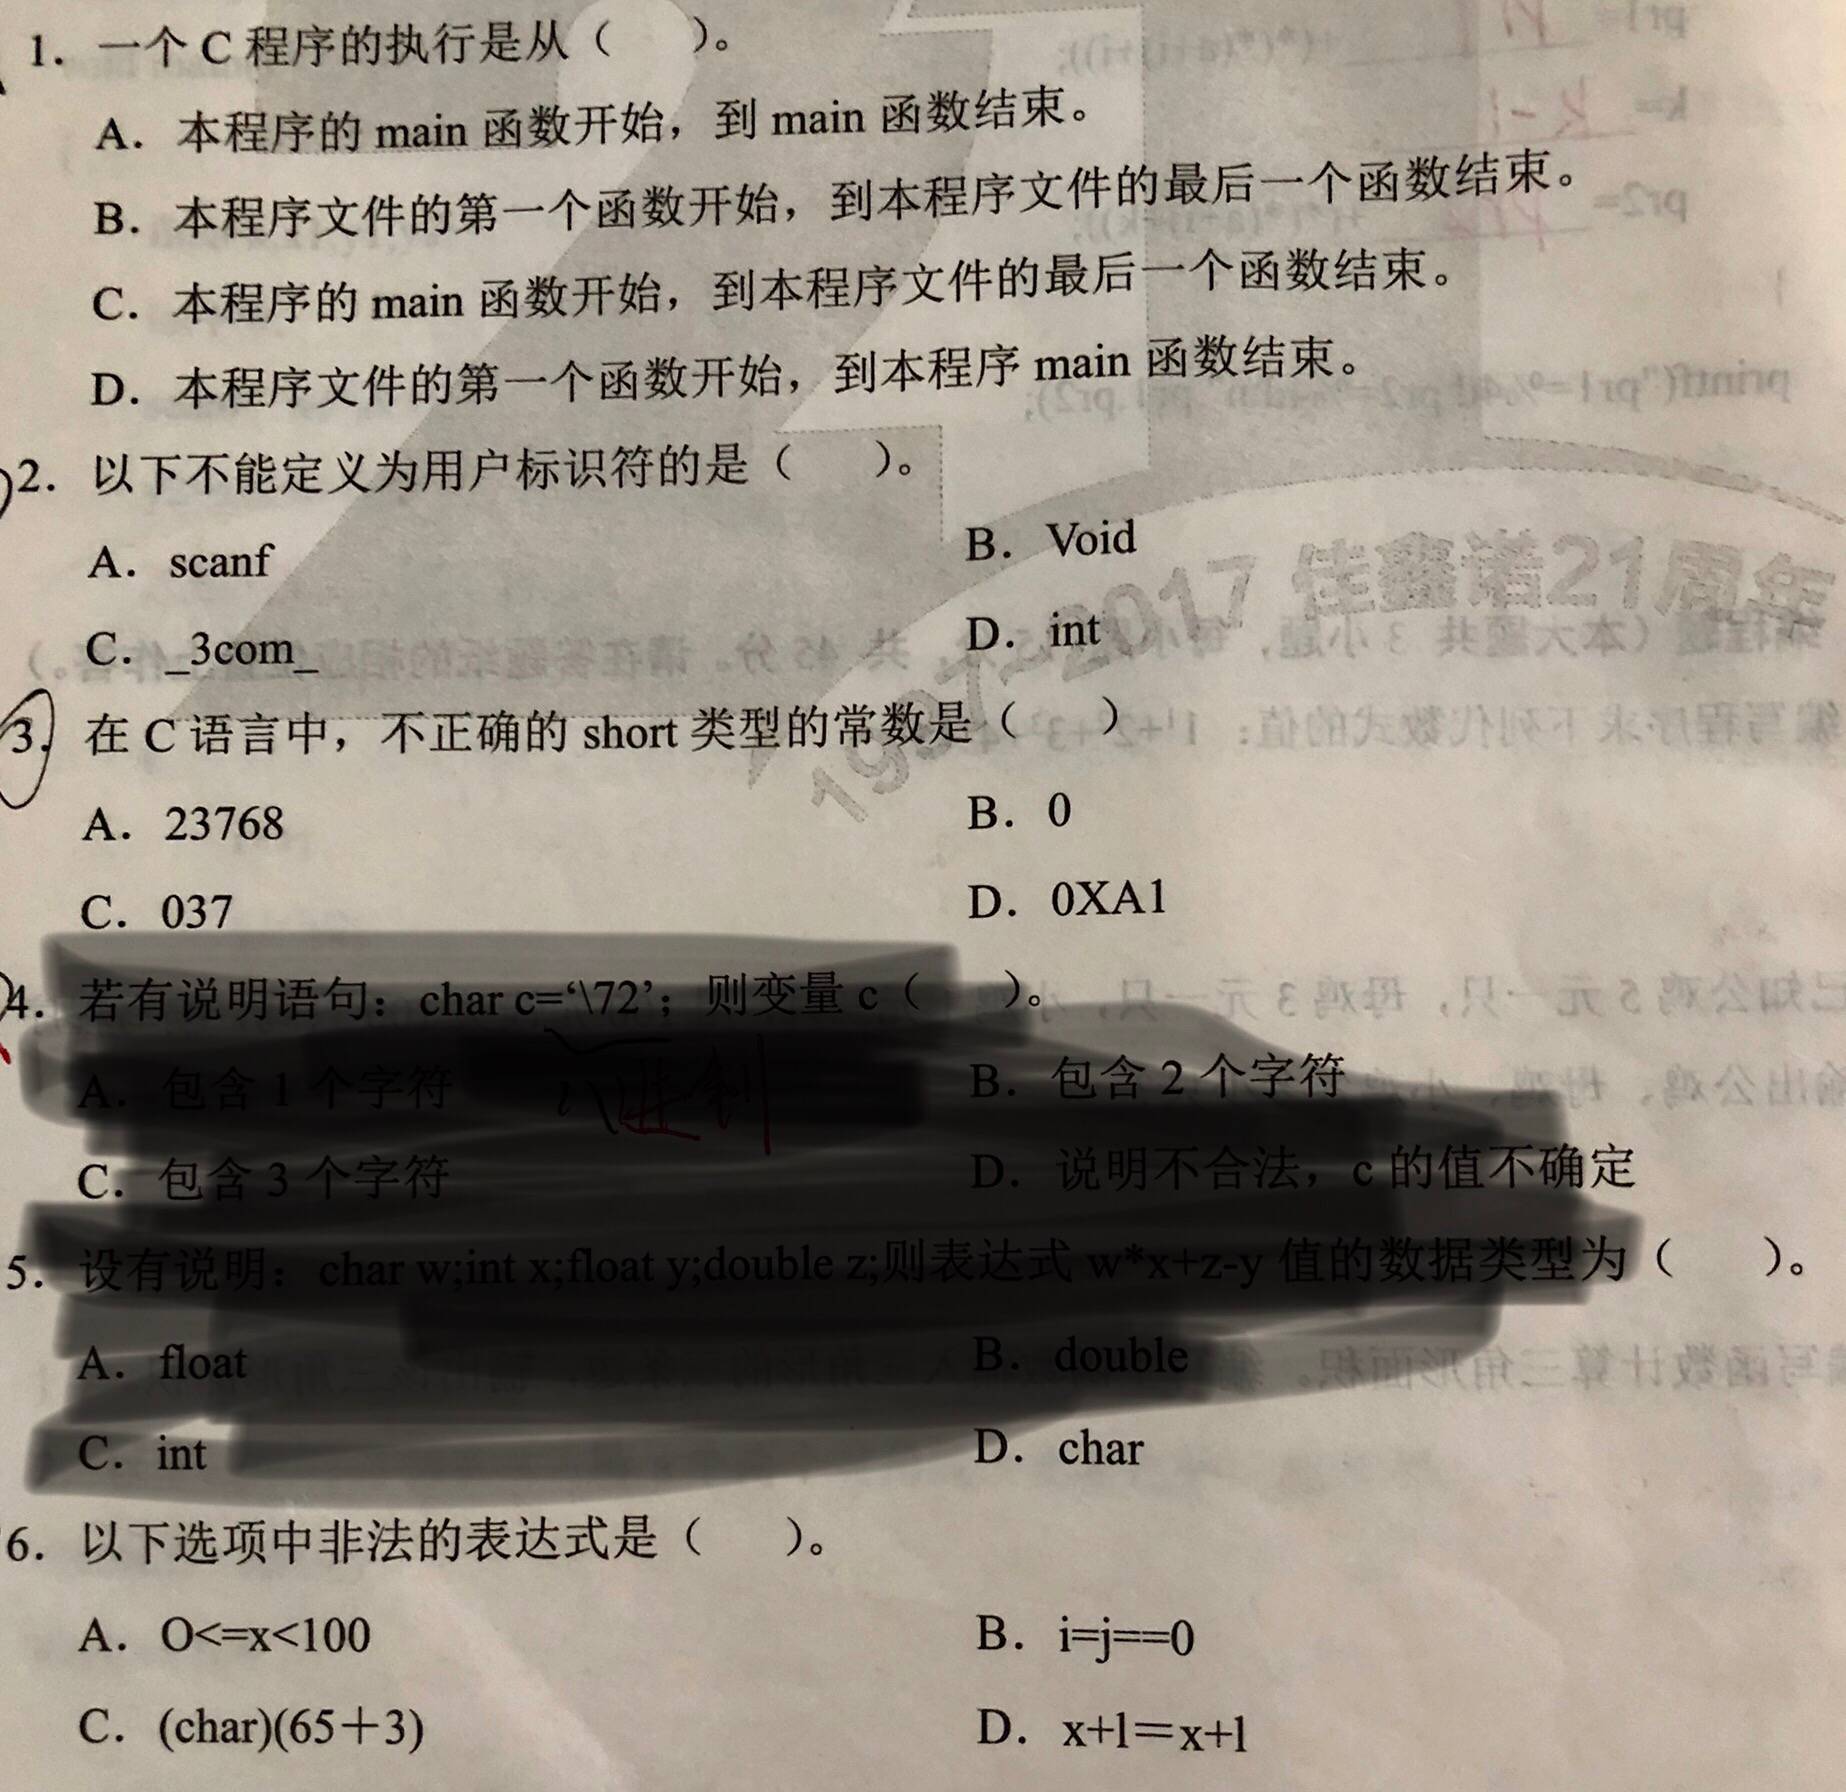 1. 一个 C 程序的执行是从（  ）。
A. 本程序的 main 函数开始，到 main 函数结束。
B. 本程序文件的第一个函数开始，到本程序文件的最后一个函数结束。
C. 本程序的 main 函数开始，到本程序文件的最后一个函数结束。
D. 本程序文件的第一个函数开始，到本程序 main 函数结束。
2. 以下不能定义为用户标识符的是（  ）。
A. scanf
B. Void
C. _3com_
D. int
1997-2017 佳鑫诺21周年
3. 在 C 语言中，不正确的 short 类型的常数是（  ）
A. 23768
B. 0
C. 037
D. 0XA1
4. 若有说明语句：char c=‘\72’；则变量 c（  ）。
A. 包含 1 个字符
八进制
B. 包含 2 个字符
C. 包含 3 个字符
D. 说明不合法，c 的值不确定
5. 设有说明：char w;int x;float y;double z;则表达式 w*x+z-y 值的数据类型为（  ）。
A. float
B. double
C. int
D. char
6. 以下选项中非法的表达式是（  ）。
A. O<=x<100
B. i=j==0
C. (char)(65＋3)
D. x+l＝x+l